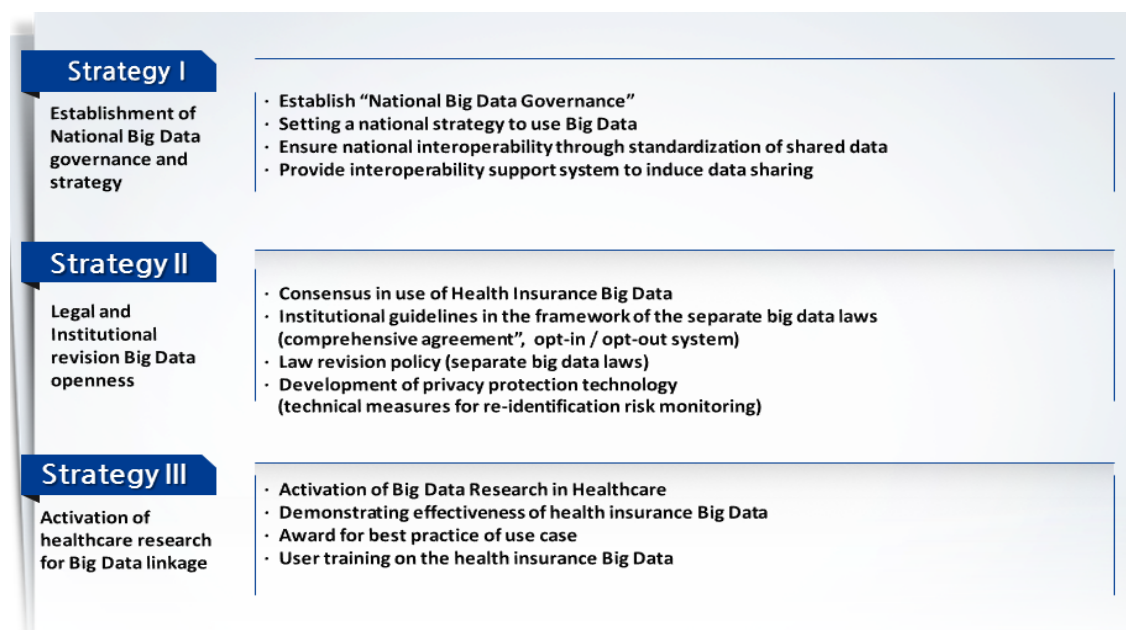 Strategy I
Establishment of
National Big Data
governance and
strategy
· Establish “National Big Data Governance”
· Setting a national strategy to use Big Data
· Ensure national interoperability through standardization of shared data
· Provide interoperability support system to induce data sharing
Strategy II
Legal and
Institutional
revision Big Data
openness
· Consensus in use of Health Insurance Big Data
· Institutional guidelines in the framework of the separate big data laws
(comprehensive agreement”, opt-in / opt-out system)
· Law revision policy (separate big data laws)
· Development of privacy protection technology
(technical measures for re-identification risk monitoring)
Strategy III
Activation of
healthcare research
for Big Data linkage
· Activation of Big Data Research in Healthcare
· Demonstrating effectiveness of health insurance Big Data
· Award for best practice of use case
· User training on the health insurance Big Data